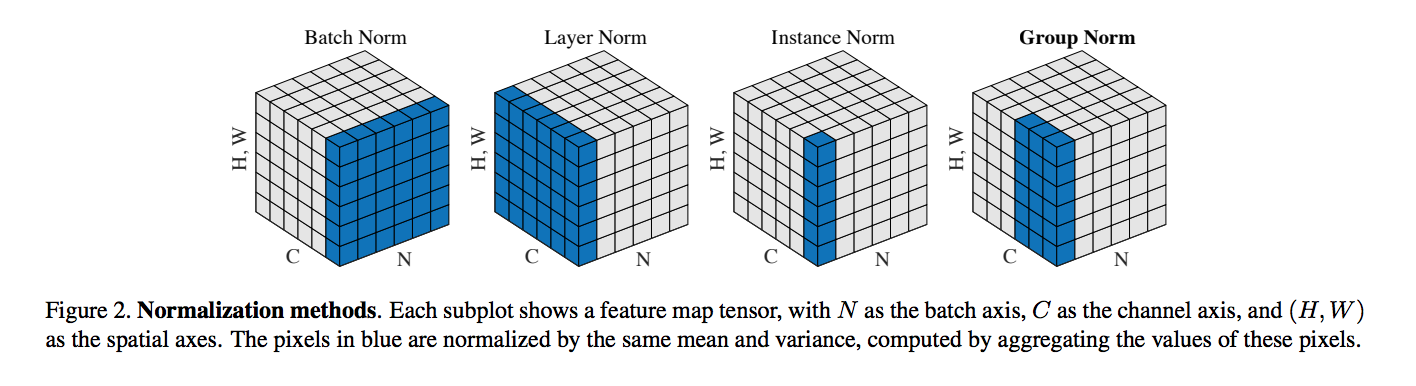 Batch Norm
Layer Norm
Instance Norm
Group Norm
H, W
C
N
H, W
C
N
H, W
C
N
H, W
C
N
Figure 2. Normalization methods. Each subplot shows a feature map tensor, with N as the batch axis, C as the channel axis, and (H, W)
as the spatial axes. The pixels in blue are normalized by the same mean and variance, computed by aggregating the values of these pixels.